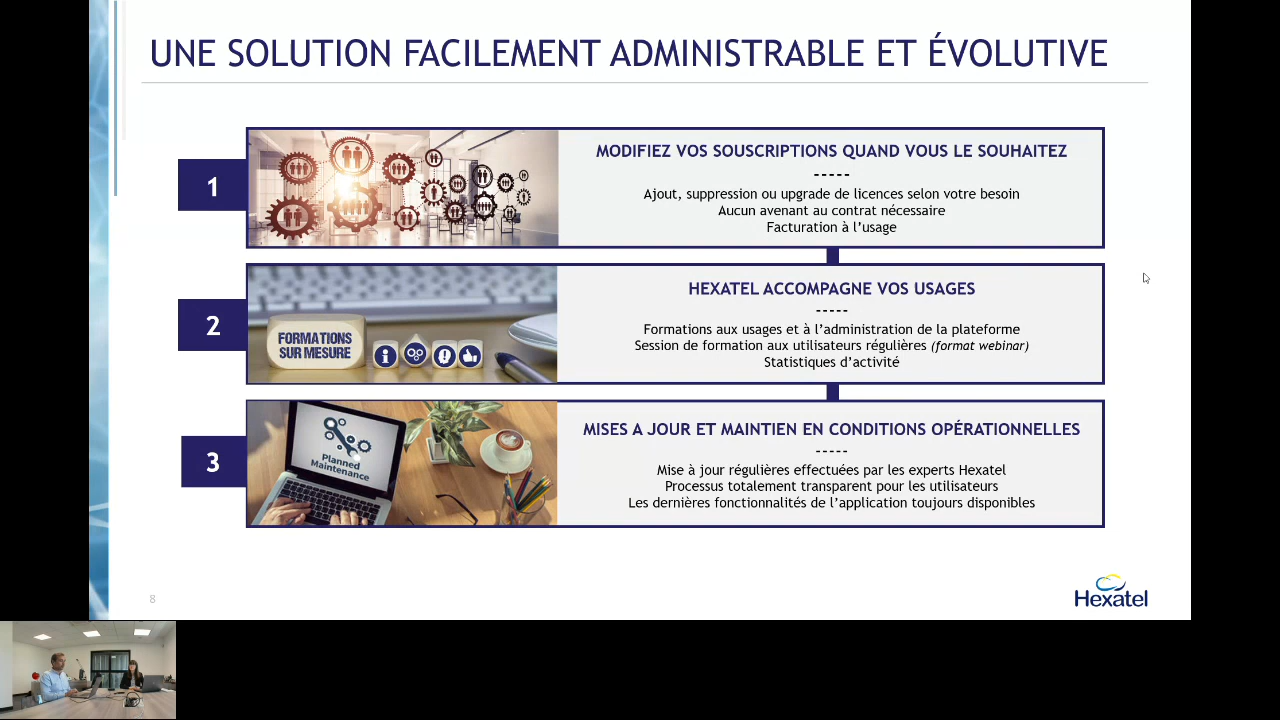 UNE SOLUTION FACILEMENT ADMINISTRABLE ET ÉVOLUTIVE
1
MODIFIEZ VOS SOUSCRIPTIONS QUAND VOUS LE SOUHAITEZ
-----
Ajout, suppression ou upgrade de licences selon votre besoin
Aucun avenant au contrat nécessaire
Facturation à l’usage
2
FORMATIONS
SUR MESURE
HEXATEL ACCOMPAGNE VOS USAGES
-----
Formations aux usages et à l’administration de la plateforme
Session de formation aux utilisateurs régulières (format webinar)
Statistiques d’activité
3
Planned
Maintenance
MISES A JOUR ET MAINTIEN EN CONDITIONS OPÉRATIONNELLES
-----
Mise à jour régulières effectuées par les experts Hexatel
Processus totalement transparent pour les utilisateurs
Les dernières fonctionnalités de l’application toujours disponibles
8
Hexatel